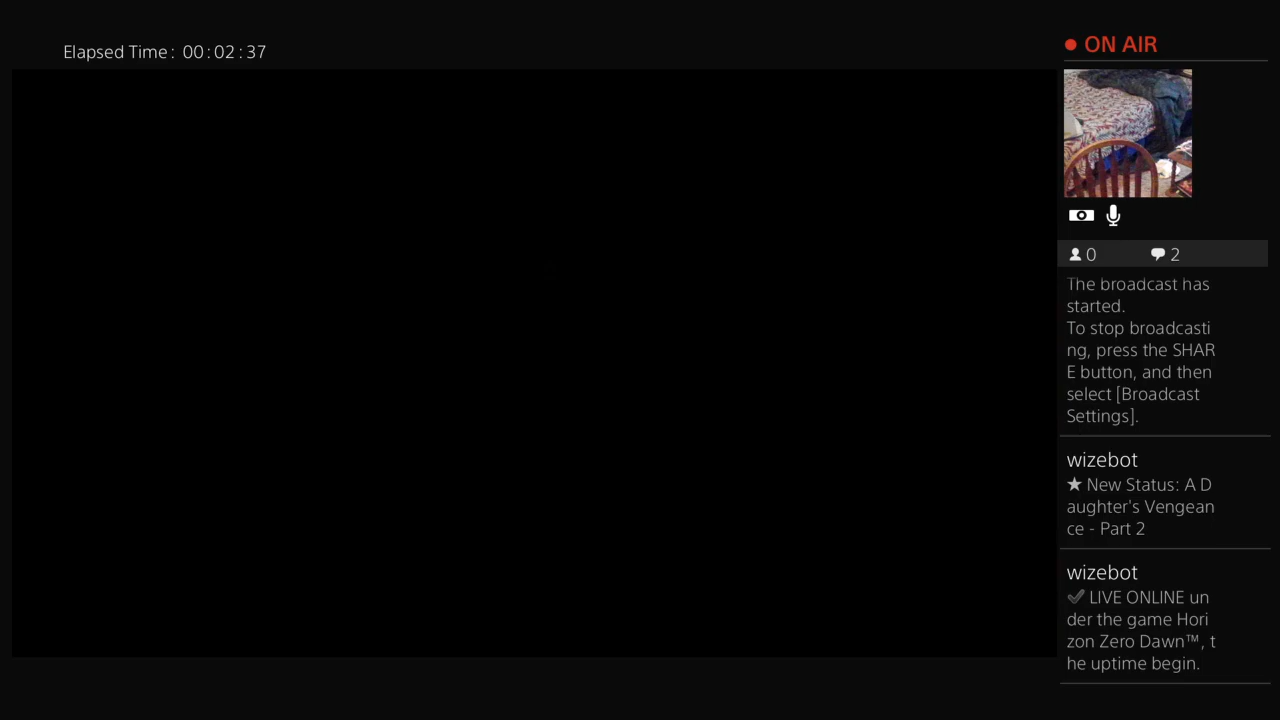 Elapsed Time: 00:02:37
ON AIR
0 2
The broadcast has
started.
To stop broadcasti
ng, press the SHAR
E button, and then
select [Broadcast
Settings].
wizebot
★ New Status: A D
aughter's Vengean
ce - Part 2
wizebot
✔ LIVE ONLINE un
der the game Hori
zon Zero Dawn™, t
he uptime begin.